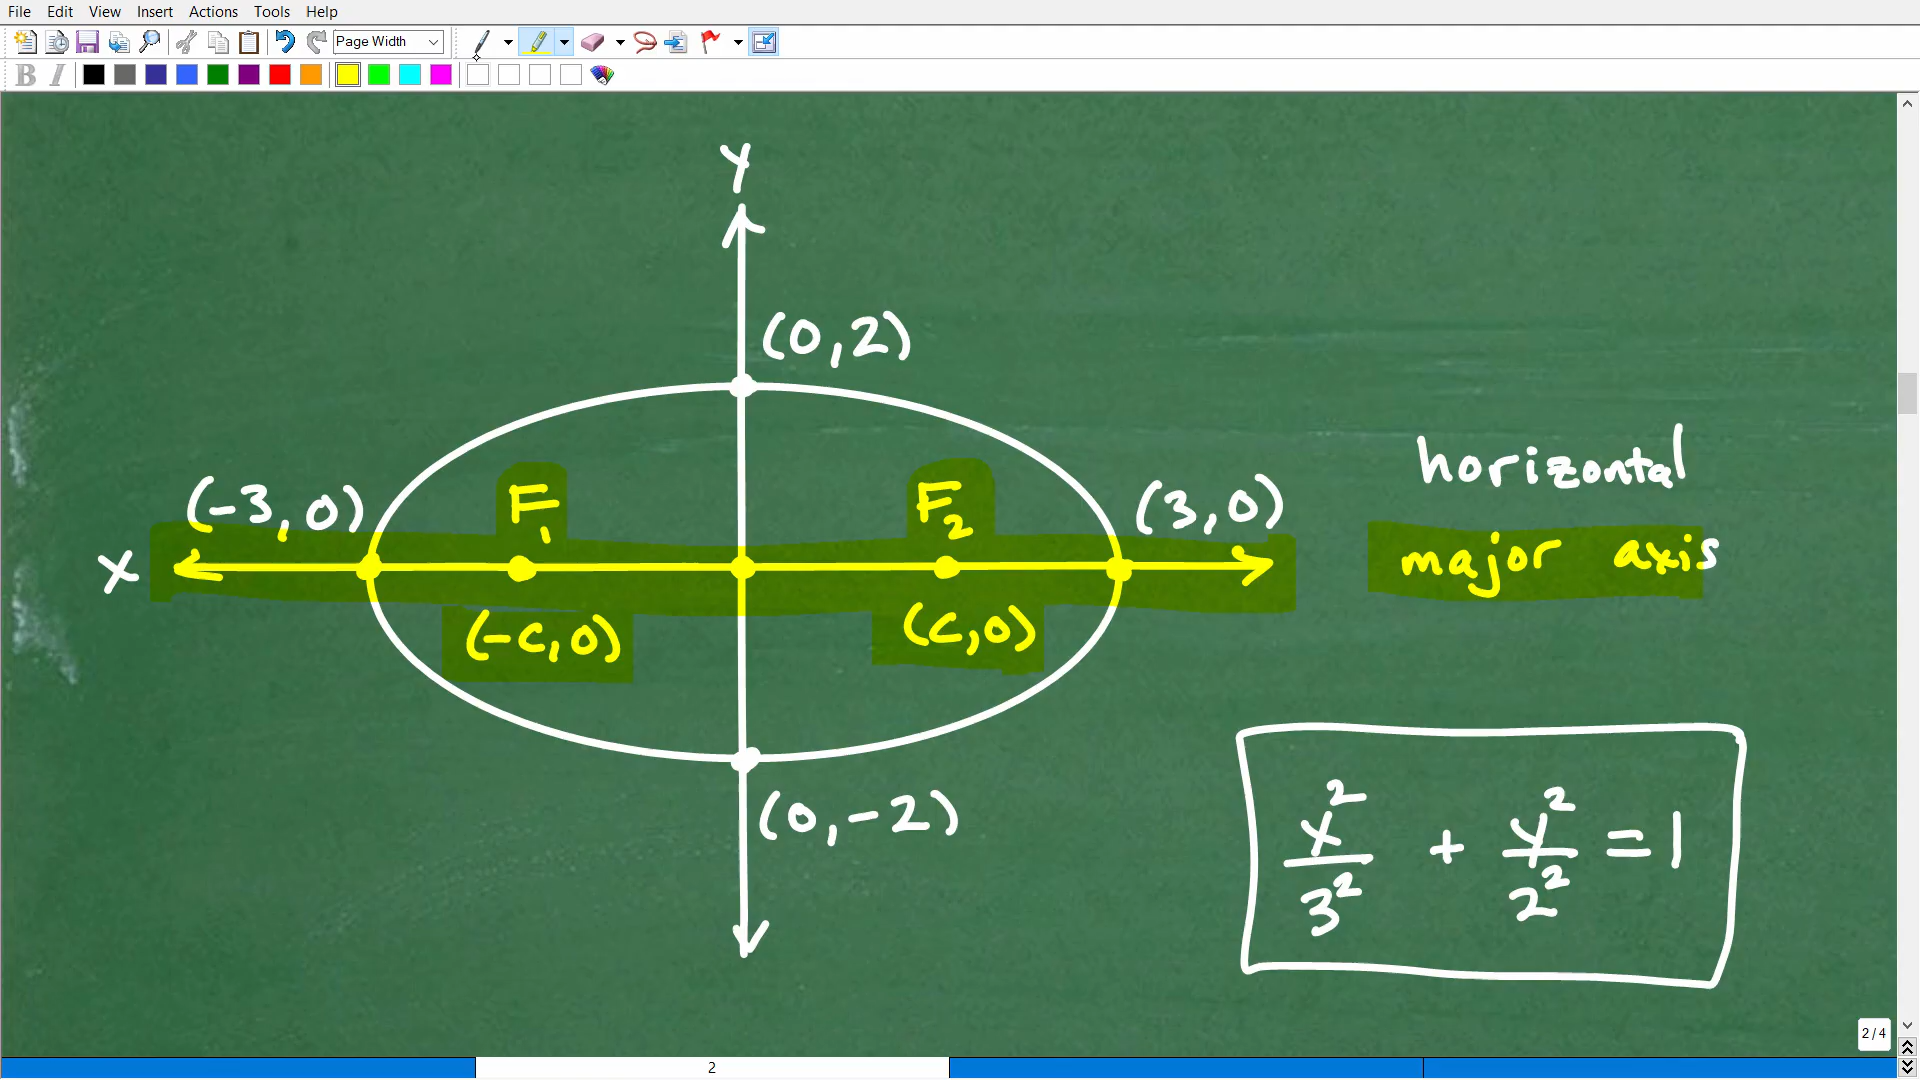 File Edit View Insert Actions Tools Help
Page Width
B I
Y
(0,2)
(-3,0) F1 F2 (3,0)
horizontal
X
major axis
(-c,0) (c,0)
(0,-2)
x²/3² + y²/2² = 1
2 / 4
2